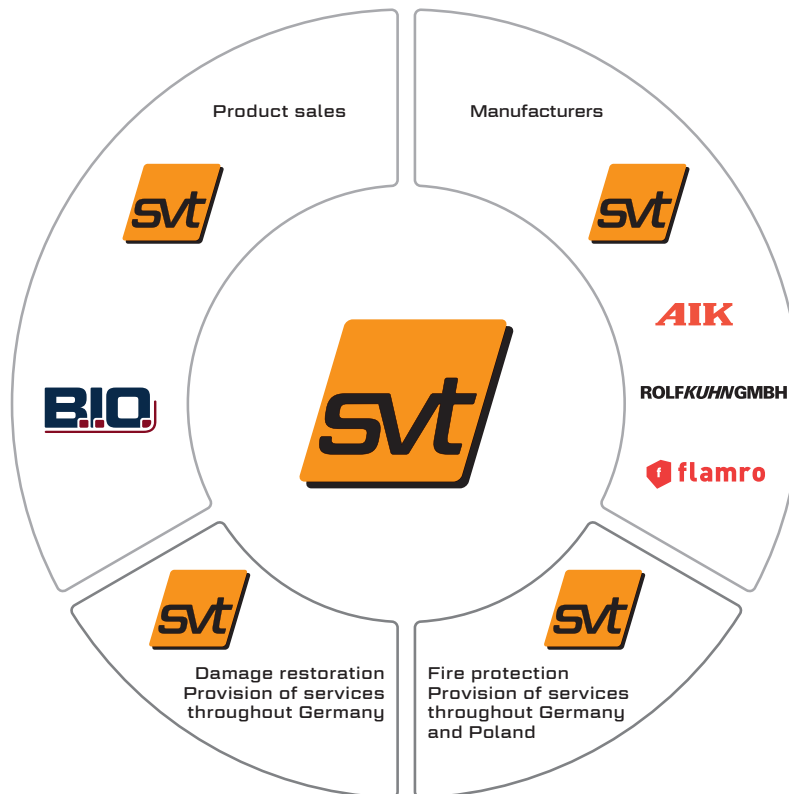 Product sales
Manufacturers
svt
svt
AIK
B.I.O.
ROLFKUHNGMBH
svt
flamro
svt
svt
Damage restoration
Provision of services
throughout Germany
Fire protection
Provision of services
throughout Germany
and Poland